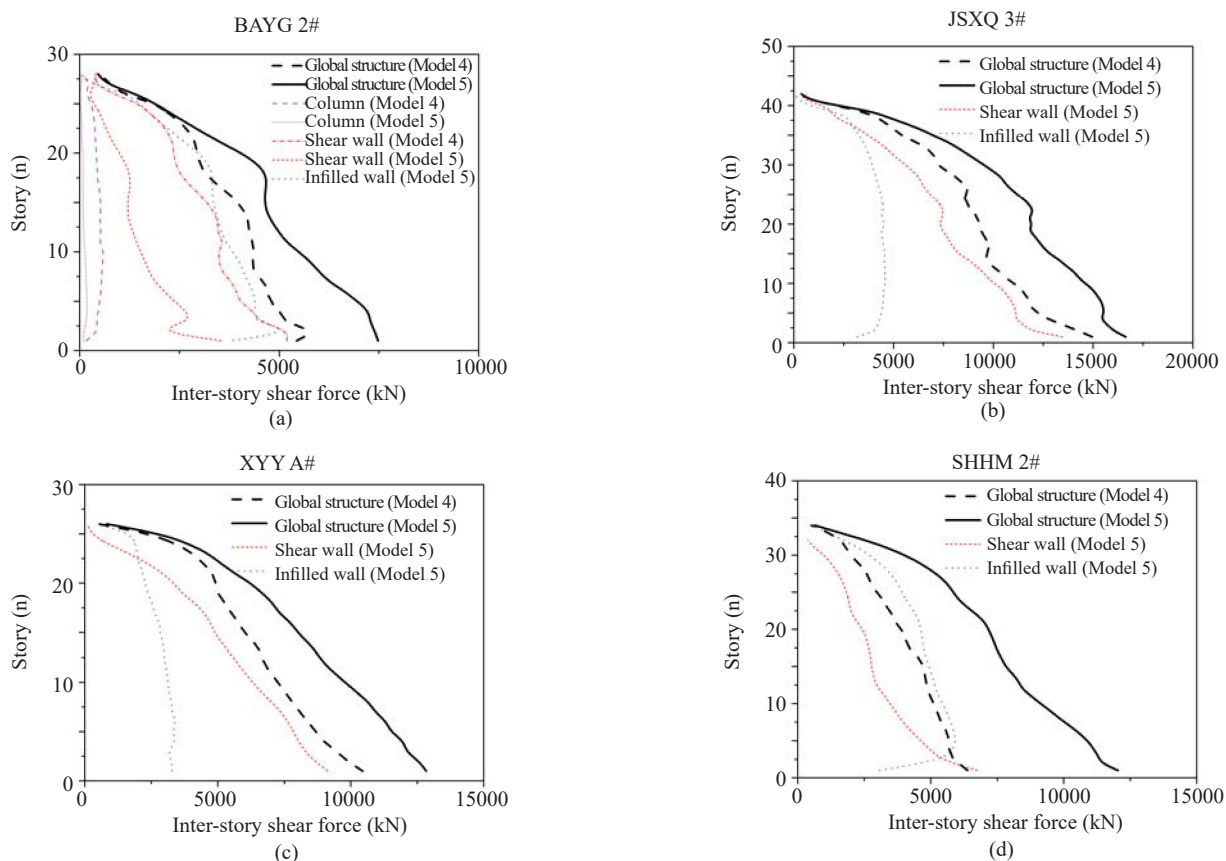 BAYG 2#
30
20
10
0
0
5000
10000
Story (n)
Inter-story shear force (kN)
Global structure (Model 4)
Global structure (Model 5)
Column (Model 4)
Column (Model 5)
Shear wall (Model 4)
Shear wall (Model 5)
Infilled wall (Model 5)
(a)
JSXQ 3#
50
40
30
20
10
0
0
5000
10000
15000
20000
Story (n)
Inter-story shear force (kN)
Global structure (Model 4)
Global structure (Model 5)
Shear wall (Model 5)
Infilled wall (Model 5)
(b)
XYY A#
30
20
10
0
0
5000
10000
15000
Story (n)
Inter-story shear force (kN)
Global structure (Model 4)
Global structure (Model 5)
Shear wall (Model 5)
Infilled wall (Model 5)
(c)
SHHM 2#
40
30
20
10
0
0
5000
10000
15000
Story (n)
Inter-story shear force (kN)
Global structure (Model 4)
Global structure (Model 5)
Shear wall (Model 5)
Infilled wall (Model 5)
(d)